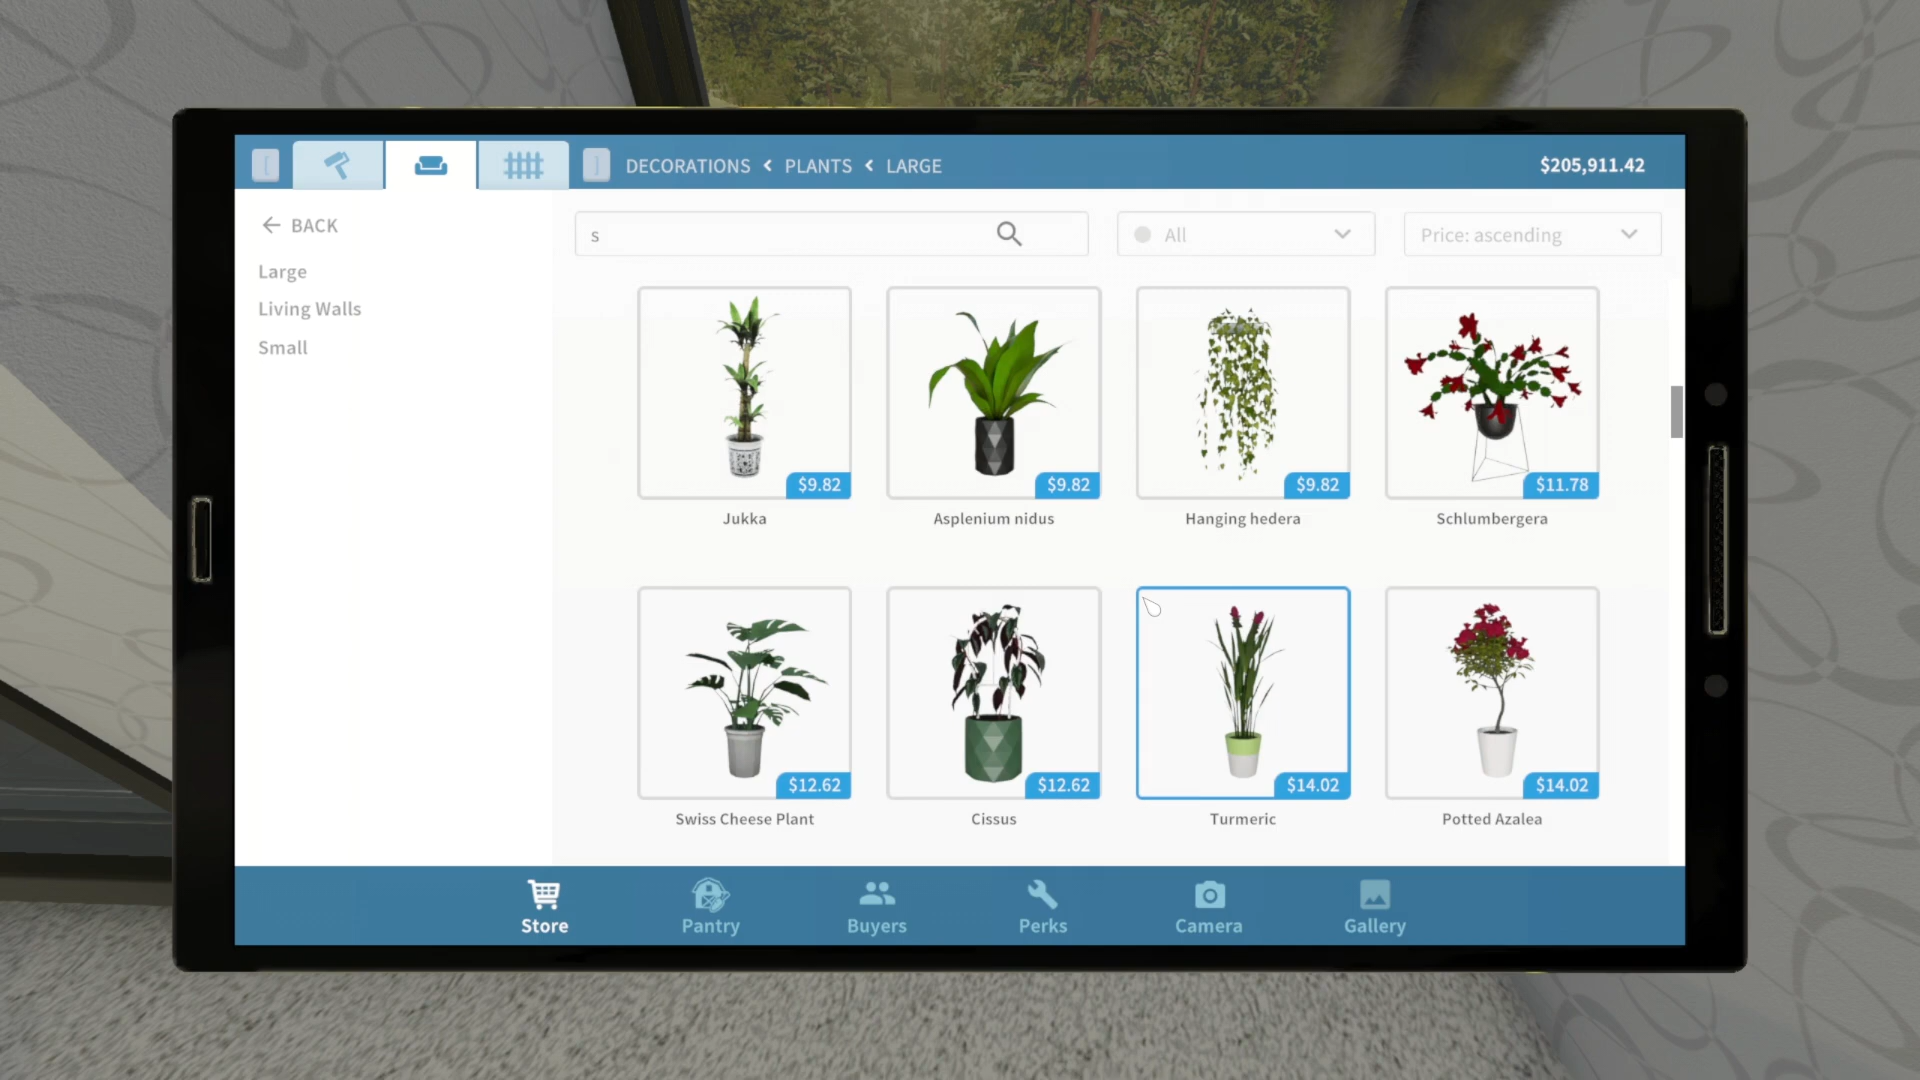 DECORATIONS < PLANTS < LARGE
$205,911.42
BACK
s
All
Price: ascending
Large
Living Walls
Small
$9.82
$9.82
$9.82
$11.78
Jukka
Asplenium nidus
Hanging hedera
Schlumbergera
$12.62
$12.62
$14.02
$14.02
Swiss Cheese Plant
Cissus
Turmeric
Potted Azalea
Store
Pantry
Buyers
Perks
Camera
Gallery